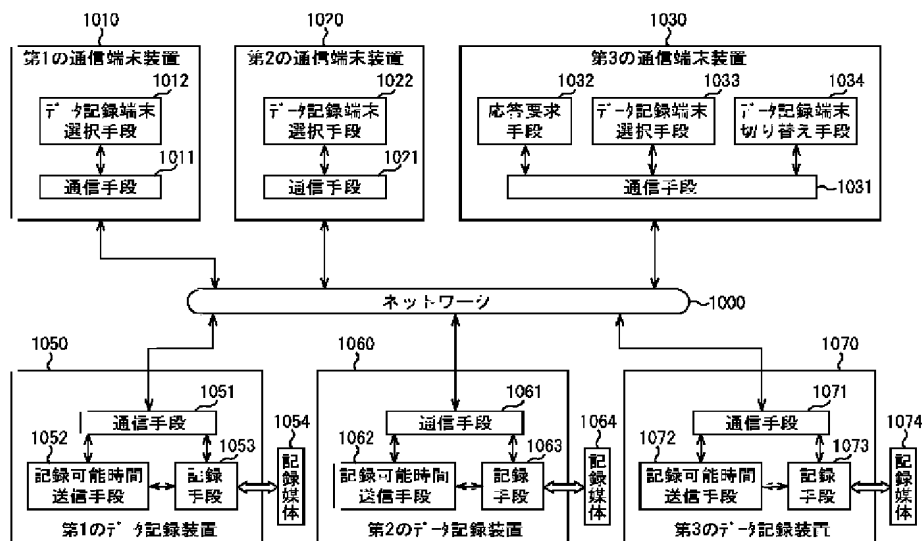 1010
1020
1030
第1の通信端末装置
第2の通信端末装置
第3の通信端末装置
1012
1022
1032
1033
1034
データ記録端末
選択手段
データ記録端末
選択手段
応答要求
手段
データ記録端末
選択手段
データ記録端末
切り替え手段
1011
1021
通信手段
通信手段
通信手段
1031
ネットワーク
1000
1050
1060
1070
1051
1061
1071
通信手段
通信手段
通信手段
1052
1053
1054
1062
1063
1064
1072
1073
1074
記録可能時間
送信手段
記録
手段
記録媒体
記録可能時間
送信手段
記録
手段
記録媒体
記録可能時間
送信手段
記録
手段
記録媒体
第1のデータ記録装置
第2のデータ記録装置
第3のデータ記録装置